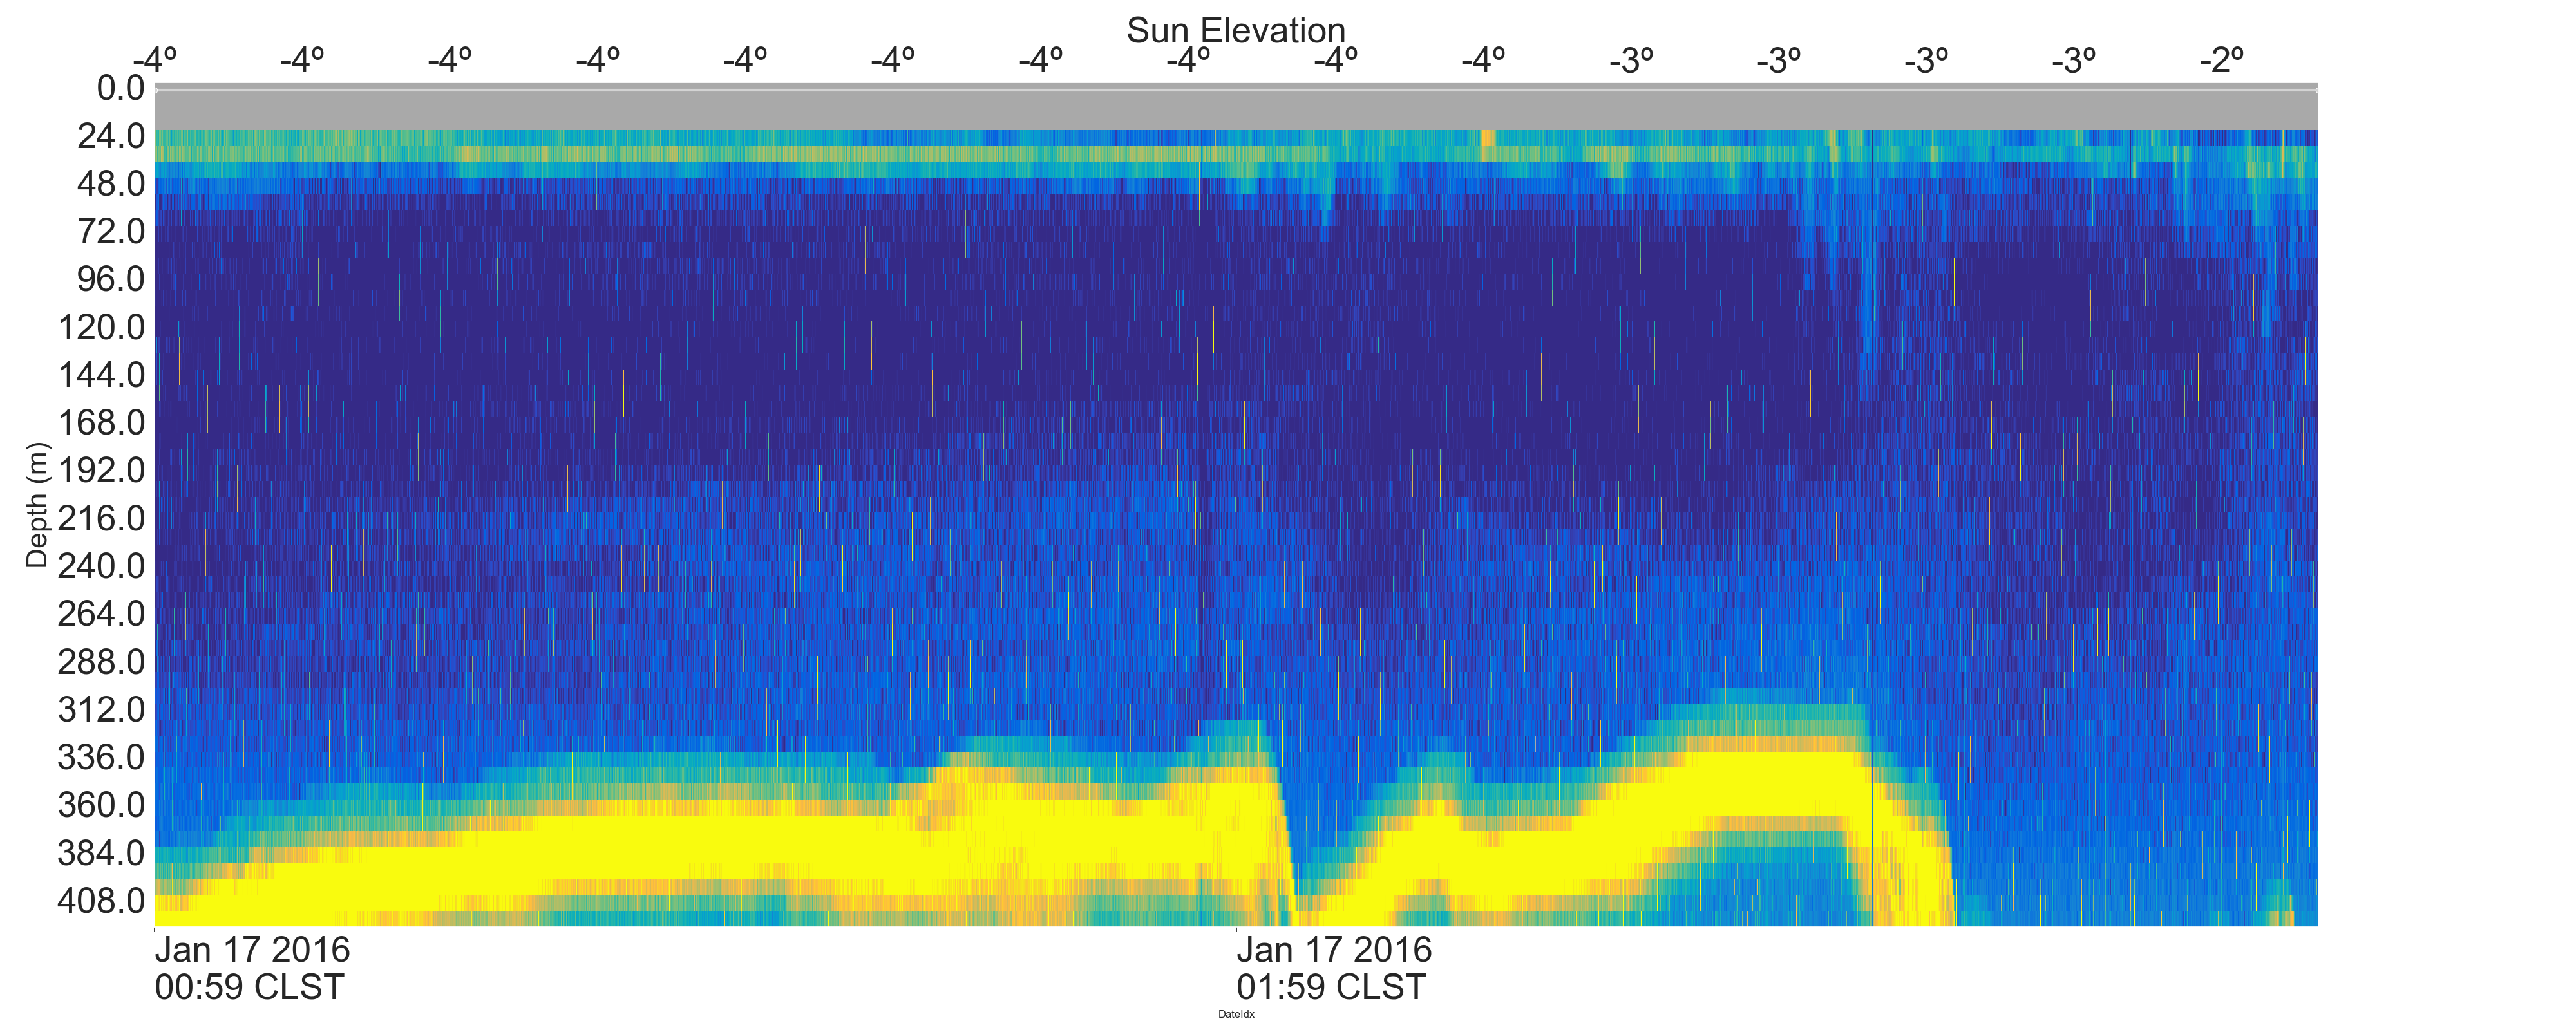 Sun Elevation
-4º -4º -4º -4º -4º -4º -4º -4º -4º -4º -3º -3º -3º -3º -2º
0.0
24.0
48.0
72.0
96.0
120.0
144.0
168.0
192.0
216.0
240.0
264.0
288.0
312.0
336.0
360.0
384.0
408.0
Depth (m)
Jan 17 2016
00:59 CLST
Jan 17 2016
01:59 CLST
DateIdx